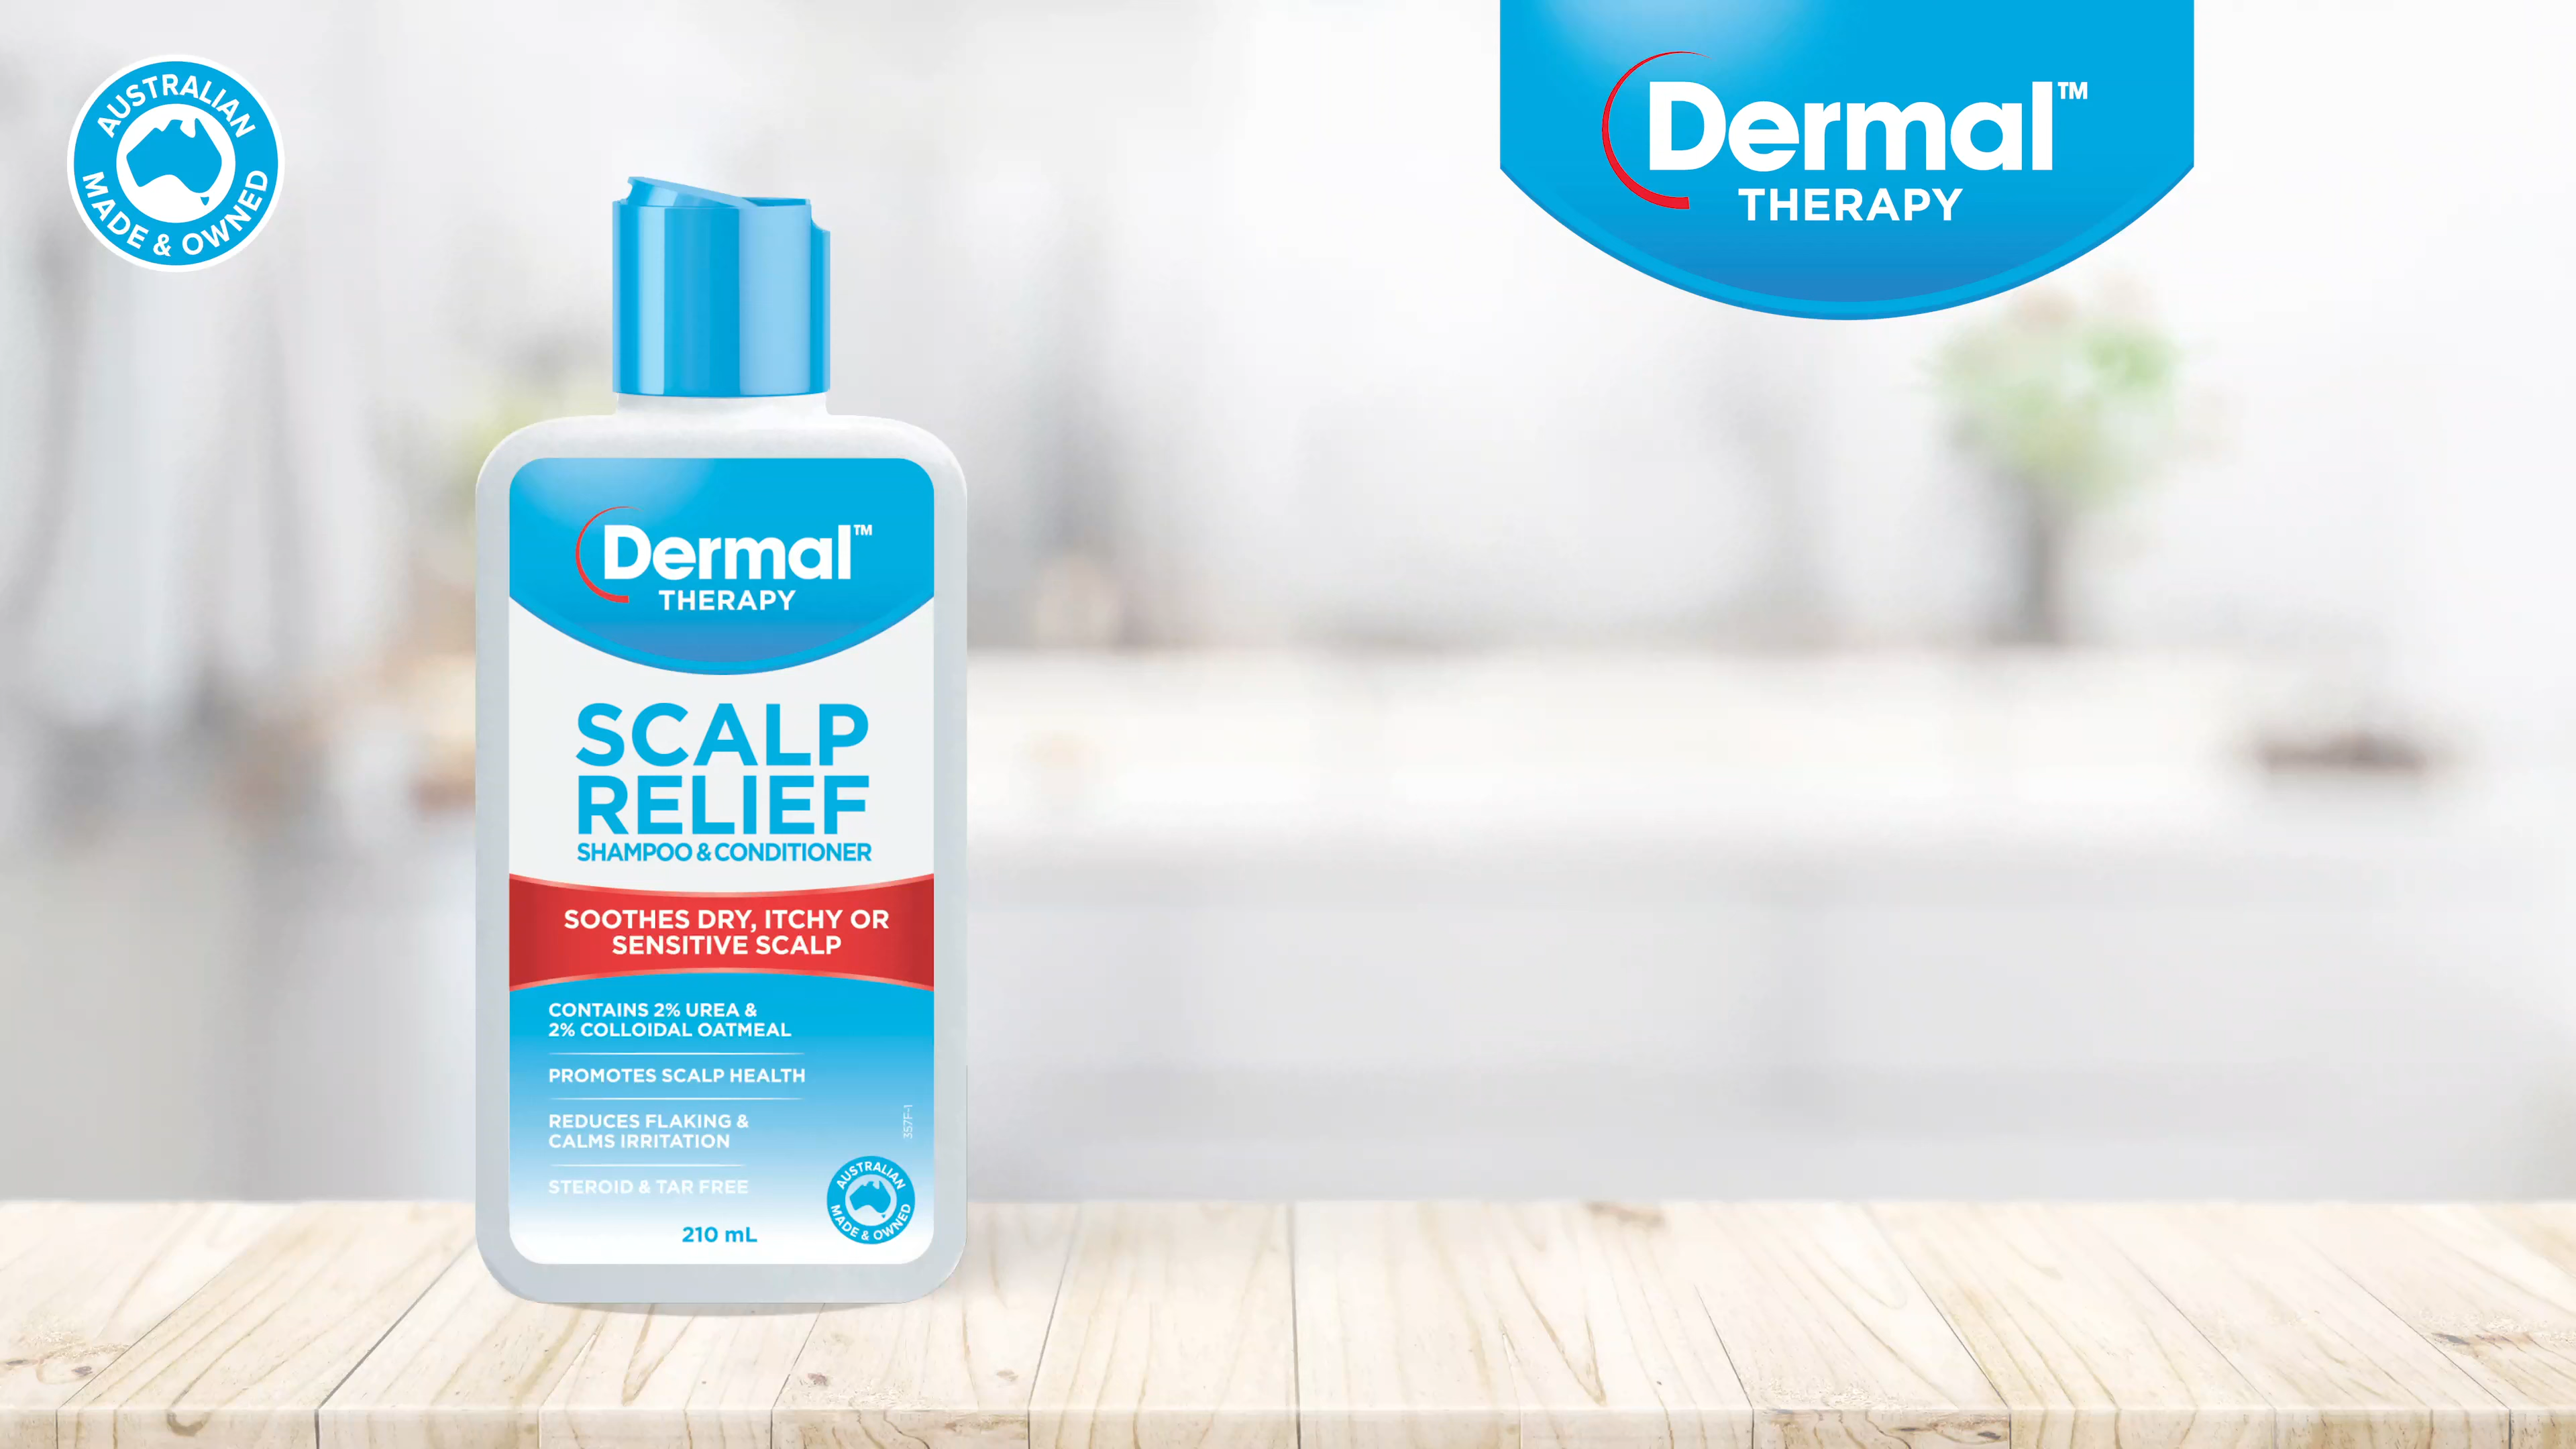 AUSTRALIAN
MADE & OWNED
Dermal™
THERAPY
Dermal™
THERAPY
SCALP
RELIEF
SHAMPOO & CONDITIONER
SOOTHES DRY, ITCHY OR
SENSITIVE SCALP
CONTAINS 2% UREA &
2% COLLOIDAL OATMEAL
PROMOTES SCALP HEALTH
REDUCES FLAKING &
CALMS IRRITATION
STEROID & TAR FREE
357F-1
210 mL
AUSTRALIAN
MADE & OWNED